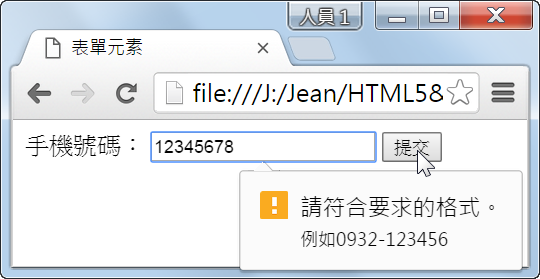 人員 1
表單元素
file:///J:/Jean/HTML5&
手機號碼： 12345678 提交
請符合要求的格式。
例如0932-123456